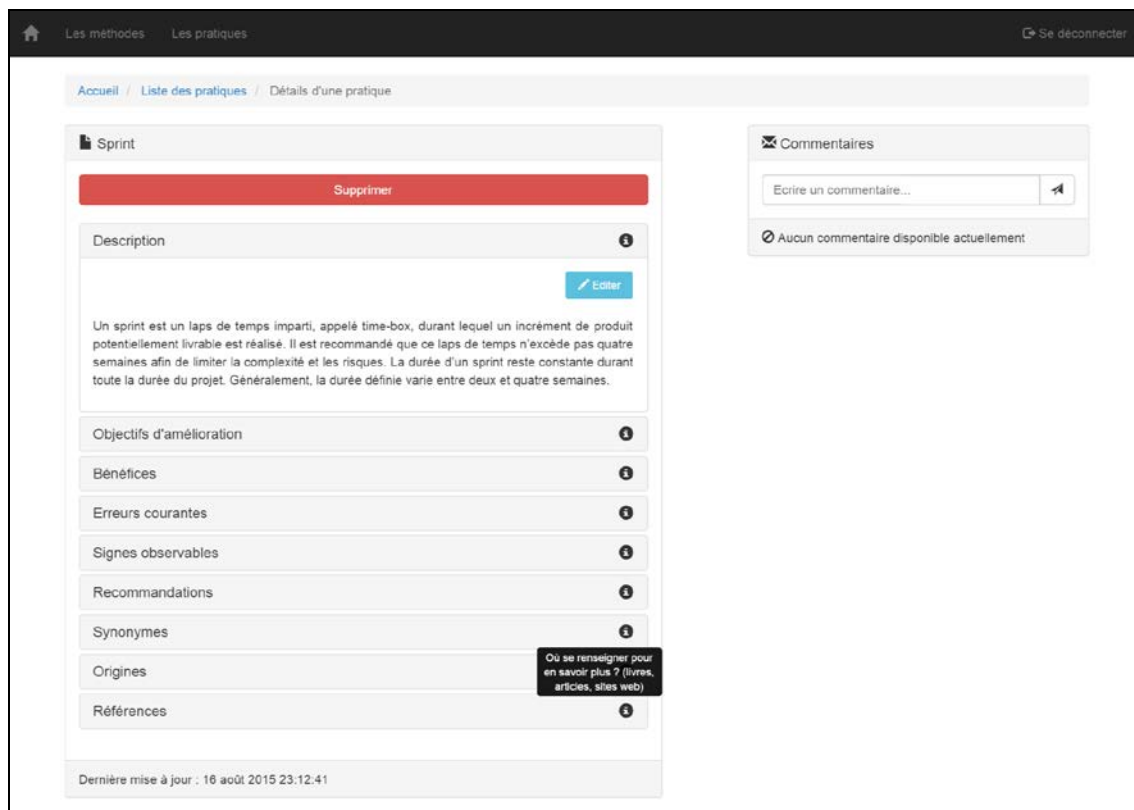 Les méthodes Les pratiques Se déconnecter
Accueil / Liste des pratiques / Détails d'une pratique
Sprint
Supprimer
Description
Editer
Un sprint est un laps de temps imparti, appelé time-box, durant lequel un incrément de produit
potentiellement livrable est réalisé. Il est recommandé que ce laps de temps n'excède pas quatre
semaines afin de limiter la complexité et les risques. La durée d'un sprint reste constante durant
toute la durée du projet. Généralement, la durée définie varie entre deux et quatre semaines.
Objectifs d'amélioration
Bénéfices
Erreurs courantes
Signes observables
Recommandations
Synonymes
Origines
Où se renseigner pour
en savoir plus ? (livres,
articles, sites web)
Références
Dernière mise à jour : 16 août 2015 23:12:41
Commentaires
Ecrire un commentaire...
Aucun commentaire disponible actuellement